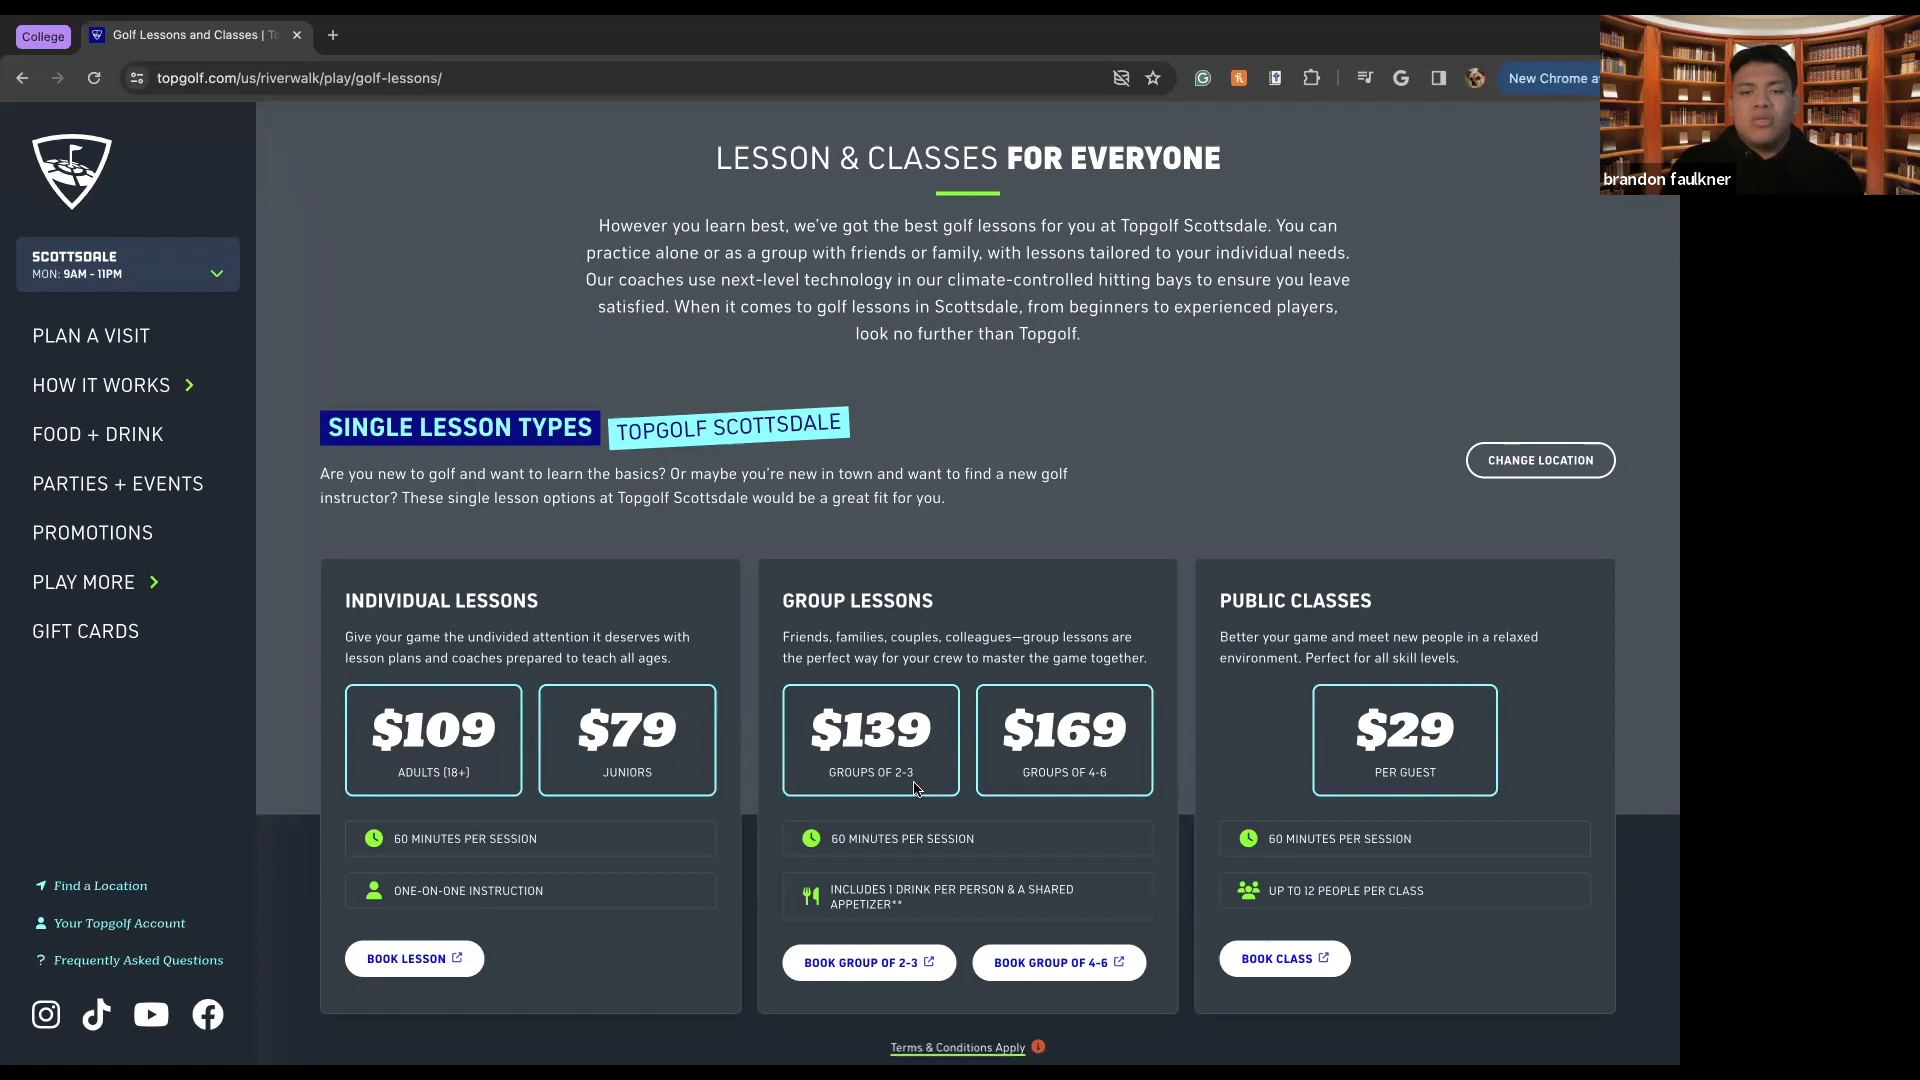 College
Golf Lessons and Classes | To
topgolf.com/us/riverwalk/play/golf-lessons/
New Chrome a
brandon faulkner
SCOTTSDALE
MON: 9AM - 11PM
PLAN A VISIT
HOW IT WORKS
FOOD + DRINK
PARTIES + EVENTS
PROMOTIONS
PLAY MORE
GIFT CARDS
Find a Location
Your Topgolf Account
? Frequently Asked Questions
LESSON & CLASSES FOR EVERYONE
However you learn best, we've got the best golf lessons for you at Topgolf Scottsdale. You can
practice alone or as a group with friends or family, with lessons tailored to your individual needs.
Our coaches use next-level technology in our climate-controlled hitting bays to ensure you leave
satisfied. When it comes to golf lessons in Scottsdale, from beginners to experienced players,
look no further than Topgolf.
SINGLE LESSON TYPES TOPGOLF SCOTTSDALE
Are you new to golf and want to learn the basics? Or maybe you're new in town and want to find a new golf
instructor? These single lesson options at Topgolf Scottsdale would be a great fit for you.
CHANGE LOCATION
INDIVIDUAL LESSONS
Give your game the undivided attention it deserves with
lesson plans and coaches prepared to teach all ages.
$109
ADULTS (18+)
$79
JUNIORS
60 MINUTES PER SESSION
ONE-ON-ONE INSTRUCTION
BOOK LESSON
GROUP LESSONS
Friends, families, couples, colleagues—group lessons are
the perfect way for your crew to master the game together.
$139
GROUPS OF 2-3
$169
GROUPS OF 4-6
60 MINUTES PER SESSION
INCLUDES 1 DRINK PER PERSON & A SHARED
APPETIZER**
BOOK GROUP OF 2-3
BOOK GROUP OF 4-6
PUBLIC CLASSES
Better your game and meet new people in a relaxed
environment. Perfect for all skill levels.
$29
PER GUEST
60 MINUTES PER SESSION
UP TO 12 PEOPLE PER CLASS
BOOK CLASS
Terms & Conditions Apply